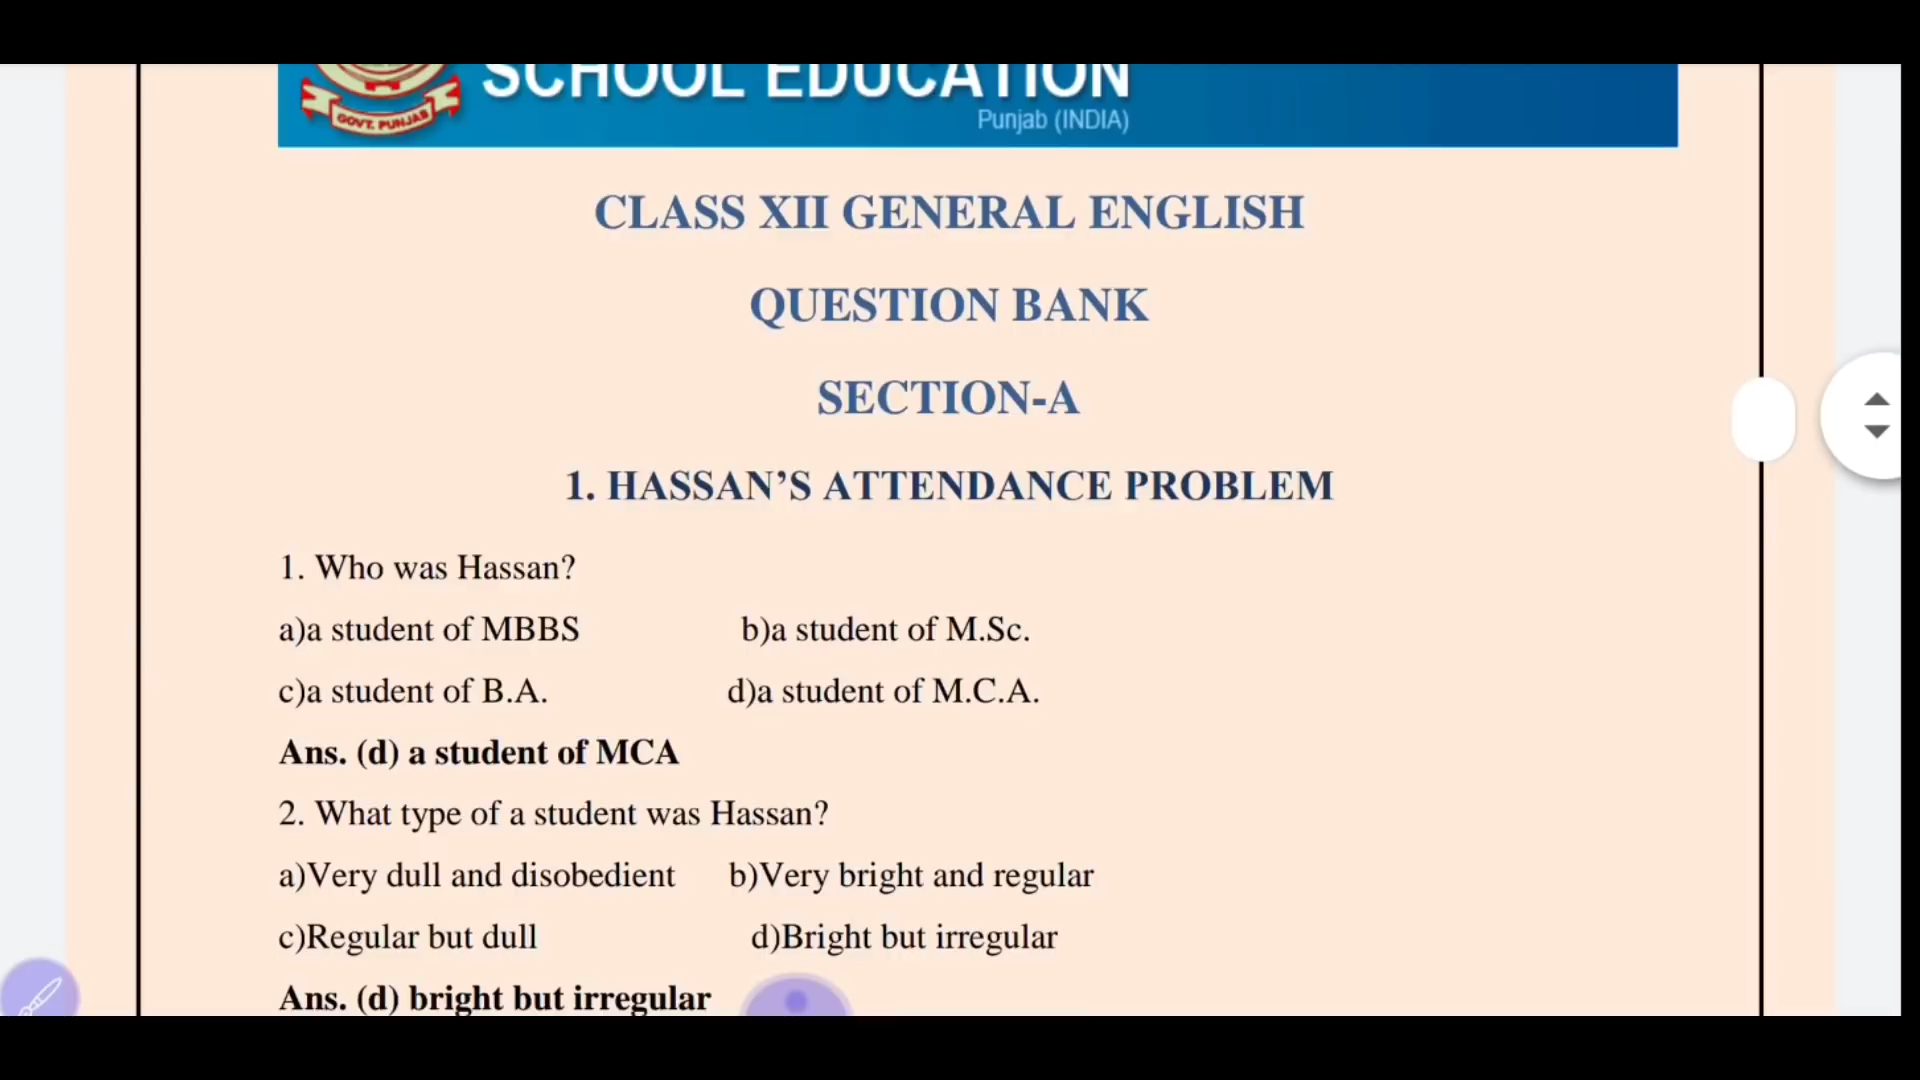 SCHOOL EDUCATION
GOVT. PUNJAB
Punjab (INDIA)
CLASS XII GENERAL ENGLISH
QUESTION BANK
SECTION-A
1. HASSAN’S ATTENDANCE PROBLEM
1. Who was Hassan?
a)a student of MBBS b)a student of M.Sc.
c)a student of B.A. d)a student of M.C.A.
Ans. (d) a student of MCA
2. What type of a student was Hassan?
a)Very dull and disobedient b)Very bright and regular
c)Regular but dull d)Bright but irregular
Ans. (d) bright but irregular